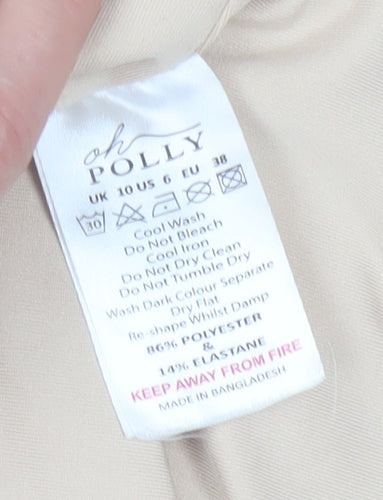 oh
POLLY
UK 10 US 6 EU 38
30
Cool Wash
Do Not Bleach
Cool Iron
Do Not Dry Clean
Do Not Tumble Dry
Wash Dark Colour Separate
Dry Flat
Re-shape Whilst Damp
86% POLYESTER
&
14% ELASTANE
KEEP AWAY FROM FIRE
MADE IN BANGLADESH